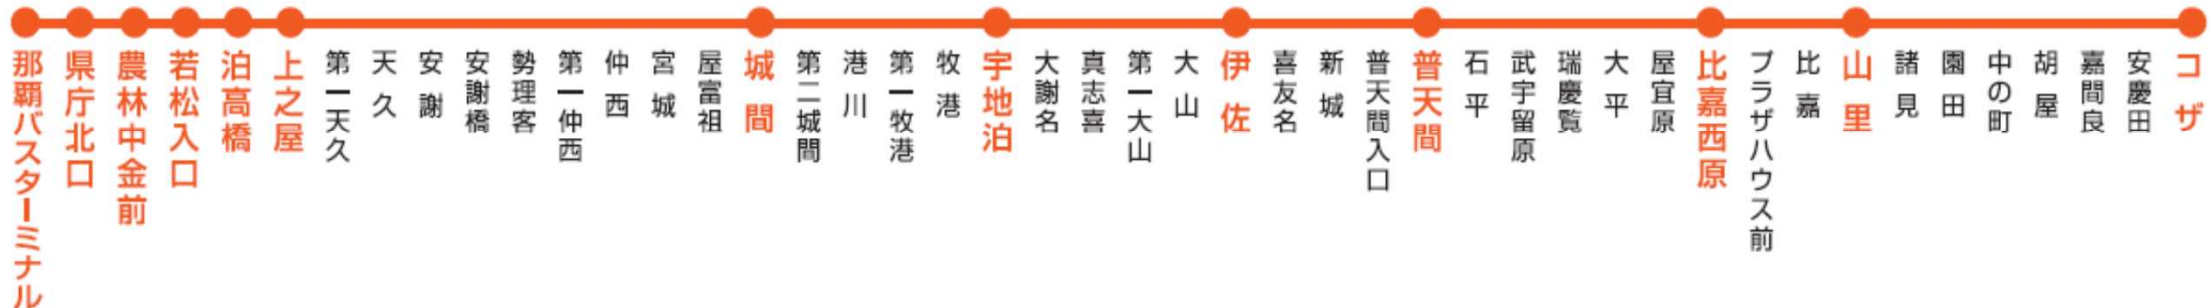 那覇バスターミナル
県庁北口
農林中金前
若松入口
泊高橋
上之屋
第一天久
天久
安謝
安謝橋
勢理客
第一仲西
仲西
宮城
屋富祖
城間
第二城間
港川
第一牧港
牧港
宇地泊
大謝名
真志喜
第一大山
大山
伊佐
喜友名
新城
普天間入口
普天間
石平
武宇留原
瑞慶覧
大平
屋宜原
比嘉西原
プラザハウス前
比嘉
山里
諸見
園田
中の町
胡屋
嘉間良
安慶田
コザ